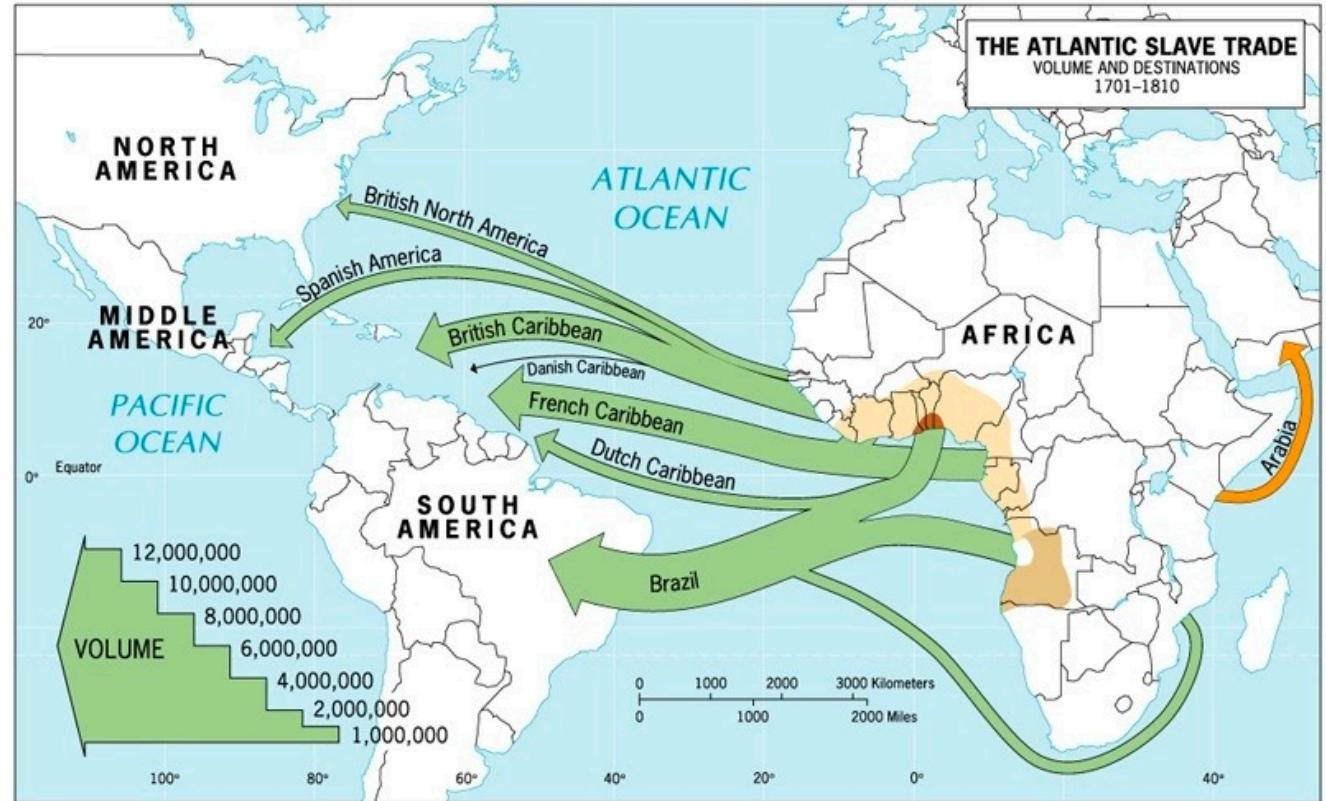 THE ATLANTIC SLAVE TRADE
VOLUME AND DESTINATIONS
1701–1810
NORTH
AMERICA
ATLANTIC
OCEAN
British North America
Spanish America
20°
MIDDLE
AMERICA
British Caribbean
AFRICA
Danish Caribbean
PACIFIC
OCEAN
French Caribbean
Arabia
Dutch Caribbean
0°
Equator
SOUTH
AMERICA
Brazil
12,000,000
10,000,000
8,000,000
VOLUME
6,000,000
4,000,000
2,000,000
1,000,000
0 1000 2000 3000 Kilometers
0 1000 2000 Miles
100° 80° 60° 40° 20° 0° 40°